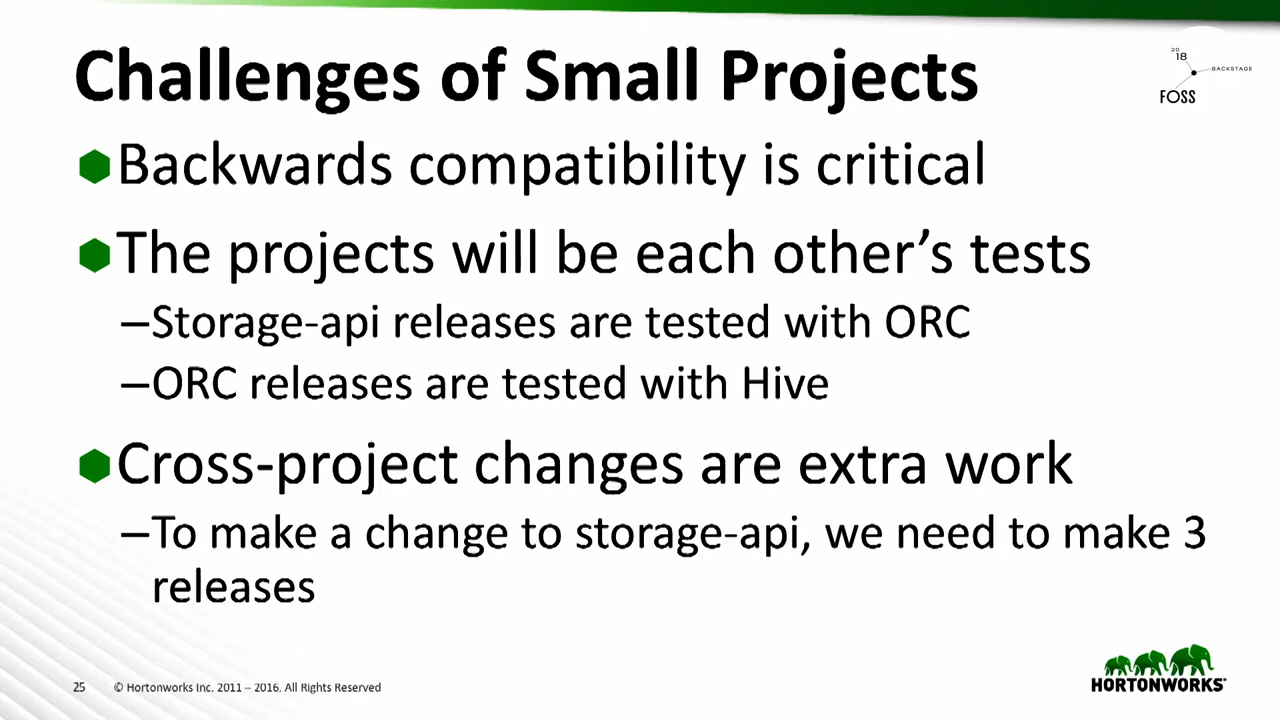 Challenges of Small Projects
20
18
BACKSTAGE
FOSS
Backwards compatibility is critical
The projects will be each other’s tests
–Storage-api releases are tested with ORC
–ORC releases are tested with Hive
Cross-project changes are extra work
–To make a change to storage-api, we need to make 3
releases
25 © Hortonworks Inc. 2011 – 2016. All Rights Reserved
HORTONWORKS